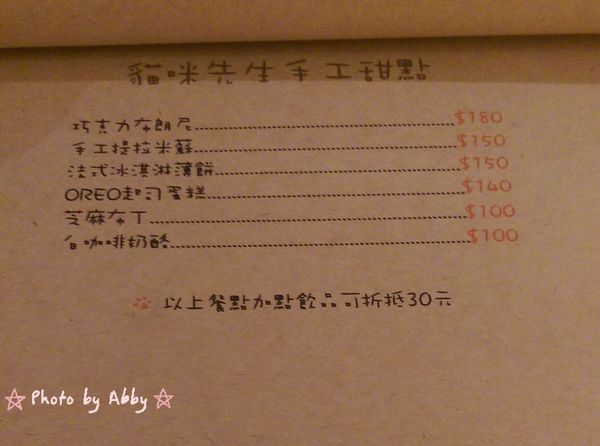 貓咪先生手工甜點
巧克力布朗尼 $180
手工提拉米蘇 $150
法式冰淇淋薄餅 $150
OREO起司蛋糕 $140
芝麻布丁 $100
白咖啡奶酪 $100
以上餐點加點飲品可折抵30元
Photo by Abby